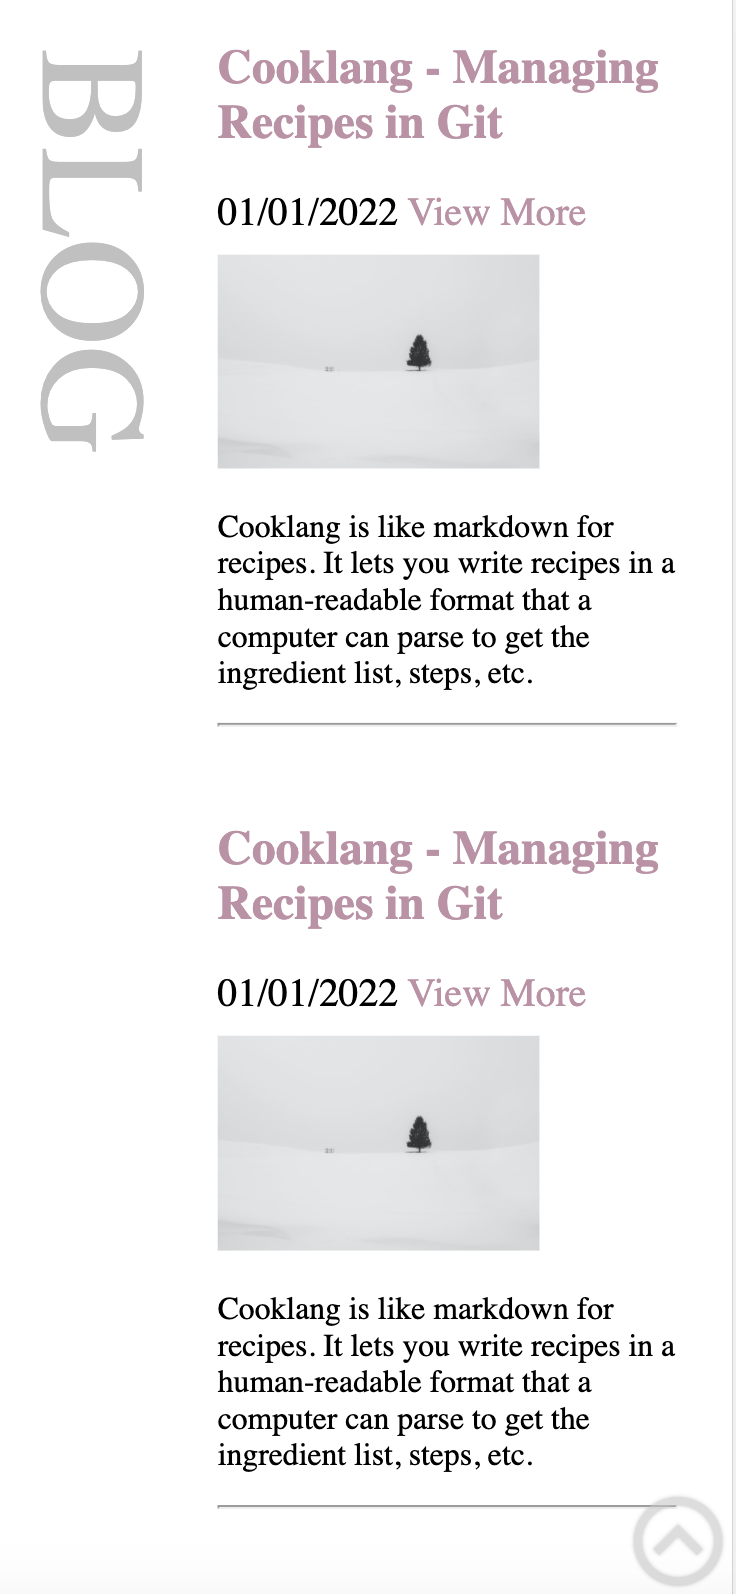 BLOG
Cooklang - Managing
Recipes in Git
01/01/2022 View More
Cooklang is like markdown for
recipes. It lets you write recipes in a
human-readable format that a
computer can parse to get the
ingredient list, steps, etc.
Cooklang - Managing
Recipes in Git
01/01/2022 View More
Cooklang is like markdown for
recipes. It lets you write recipes in a
human-readable format that a
computer can parse to get the
ingredient list, steps, etc.